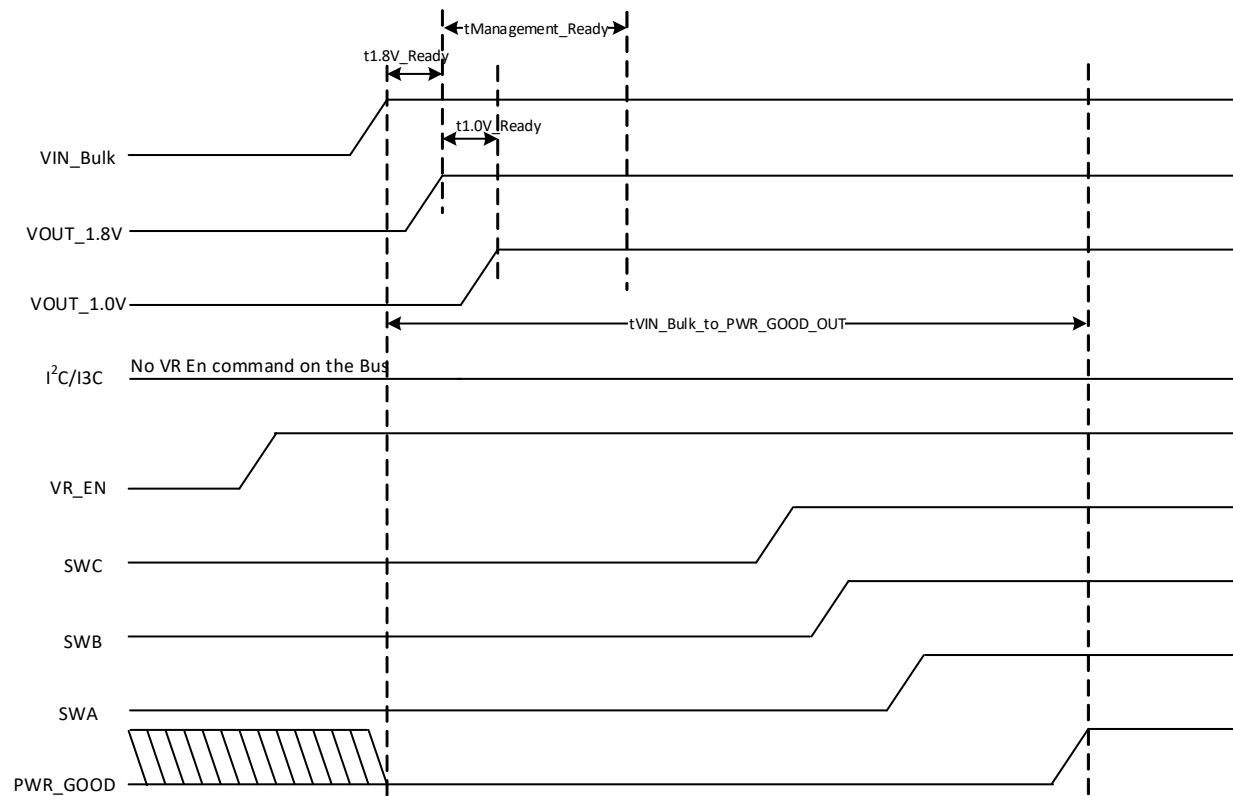 tManagement_Ready
t1.8V_Ready
t1.0V_Ready
VIN_Bulk
VOUT_1.8V
VOUT_1.0V
tVIN_Bulk_to_PWR_GOOD_OUT
No VR En command on the Bus
I²C/I3C
VR_EN
SWC
SWB
SWA
PWR_GOOD